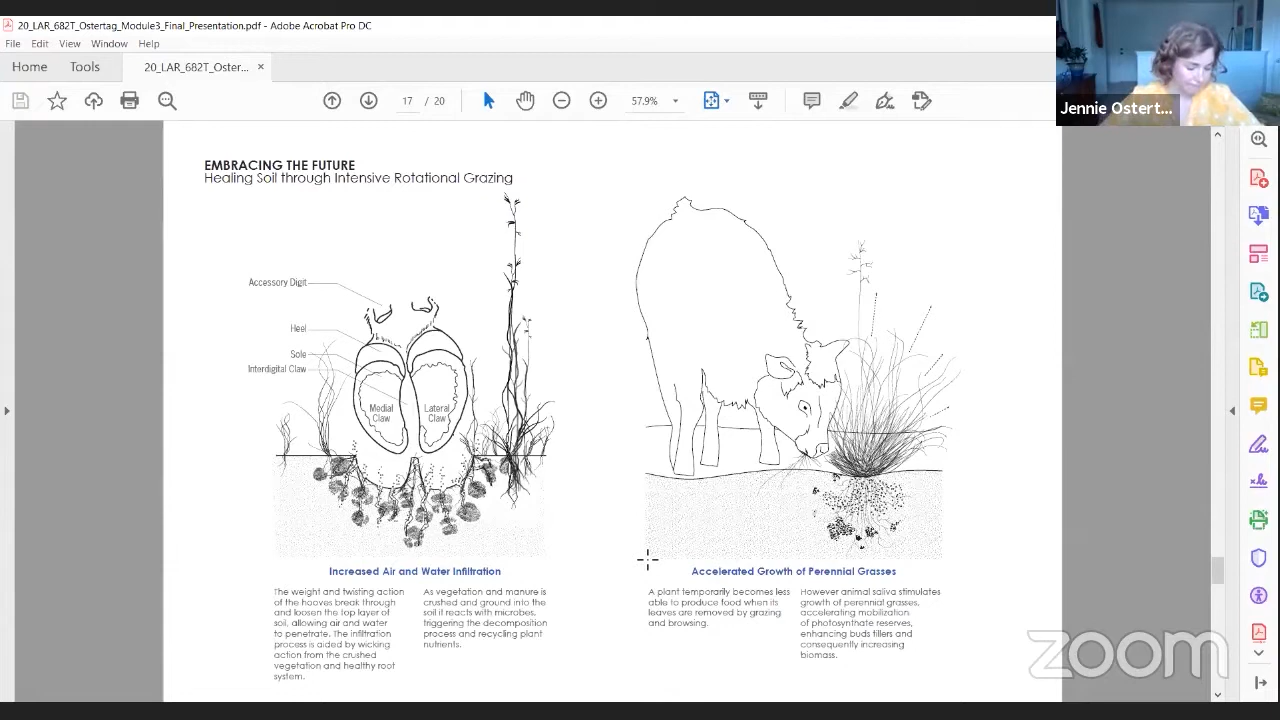 20_LAR_682T_Ostertag_Module3_Final_Presentation.pdf - Adobe Acrobat Pro DC
File Edit View Window Help
Home Tools 20_LAR_682T_Oster... ×
17 / 20 57.9%
Jennie Ostert...
EMBRACING THE FUTURE
Healing Soil through Intensive Rotational Grazing
Accessory Digit
Heel
Sole
Interdigital Claw
Medial
Claw
Lateral
Claw
Increased Air and Water Infiltration
The weight and twisting action
of the hooves break through
and loosen the top layer of
soil, allowing air and water
to penetrate. The infiltration
process is aided by wicking
action from the crushed
vegetation and healthy root
system.
As vegetation and manure is
crushed and ground into the
soil it reacts with microbes,
triggering the decomposition
process and recycling plant
nutrients.
Accelerated Growth of Perennial Grasses
A plant temporarily becomes less
able to produce food when its
leaves are removed by grazing
and browsing.
However animal saliva stimulates
growth of perennial grasses,
accelerating mobilization
of photosynthate reserves,
enhancing buds tillers and
consequently increasing
biomass.
zoom